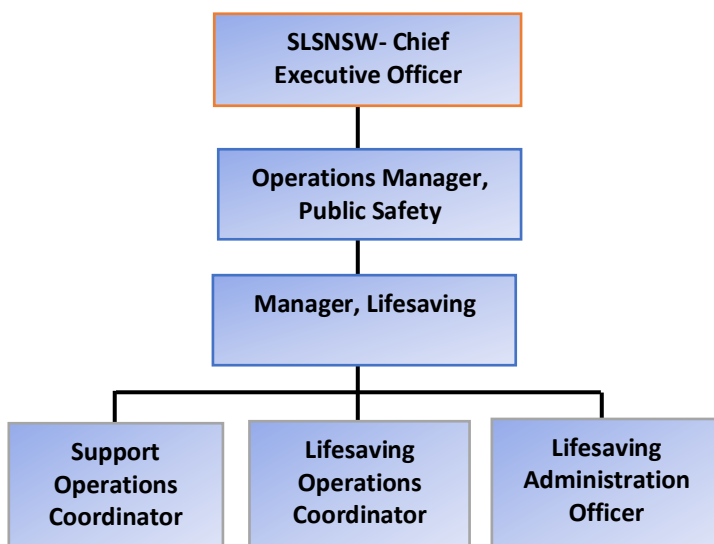 SLSNSW- Chief
Executive Officer
Operations Manager,
Public Safety
Manager, Lifesaving
Support
Operations
Coordinator
Lifesaving
Operations
Coordinator
Lifesaving
Administration
Officer